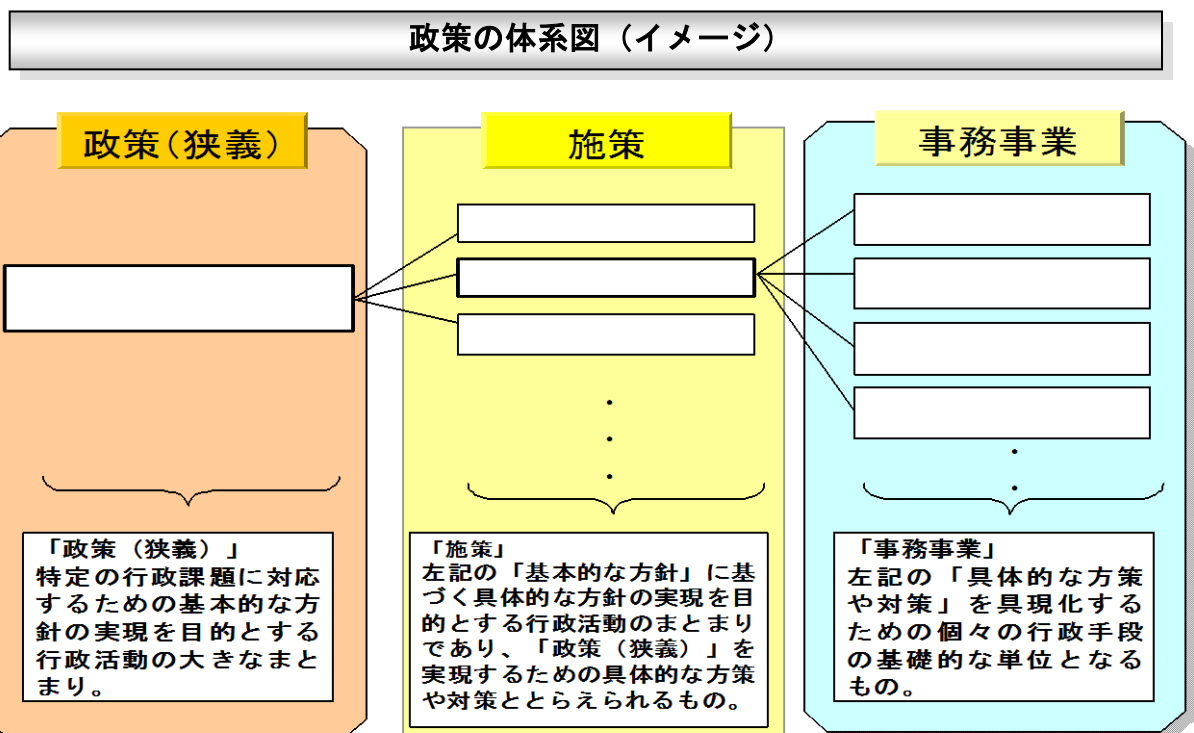 政策の体系図（イメージ）
政策(狭義)
施策
事務事業
「政策（狭義）」
特定の行政課題に対応
するための基本的な方
針の実現を目的とする
行政活動の大きなまと
まり。
「施策」
左記の「基本的な方針」に基
づく具体的な方針の実現を目
的とする行政活動のまとまり
であり、「政策（狭義）」を
実現するための具体的な方策
や対策ととらえられるもの。
「事務事業」
左記の「具体的な方策
や対策」を具現化する
ための個々の行政手段
の基礎的な単位となる
もの。